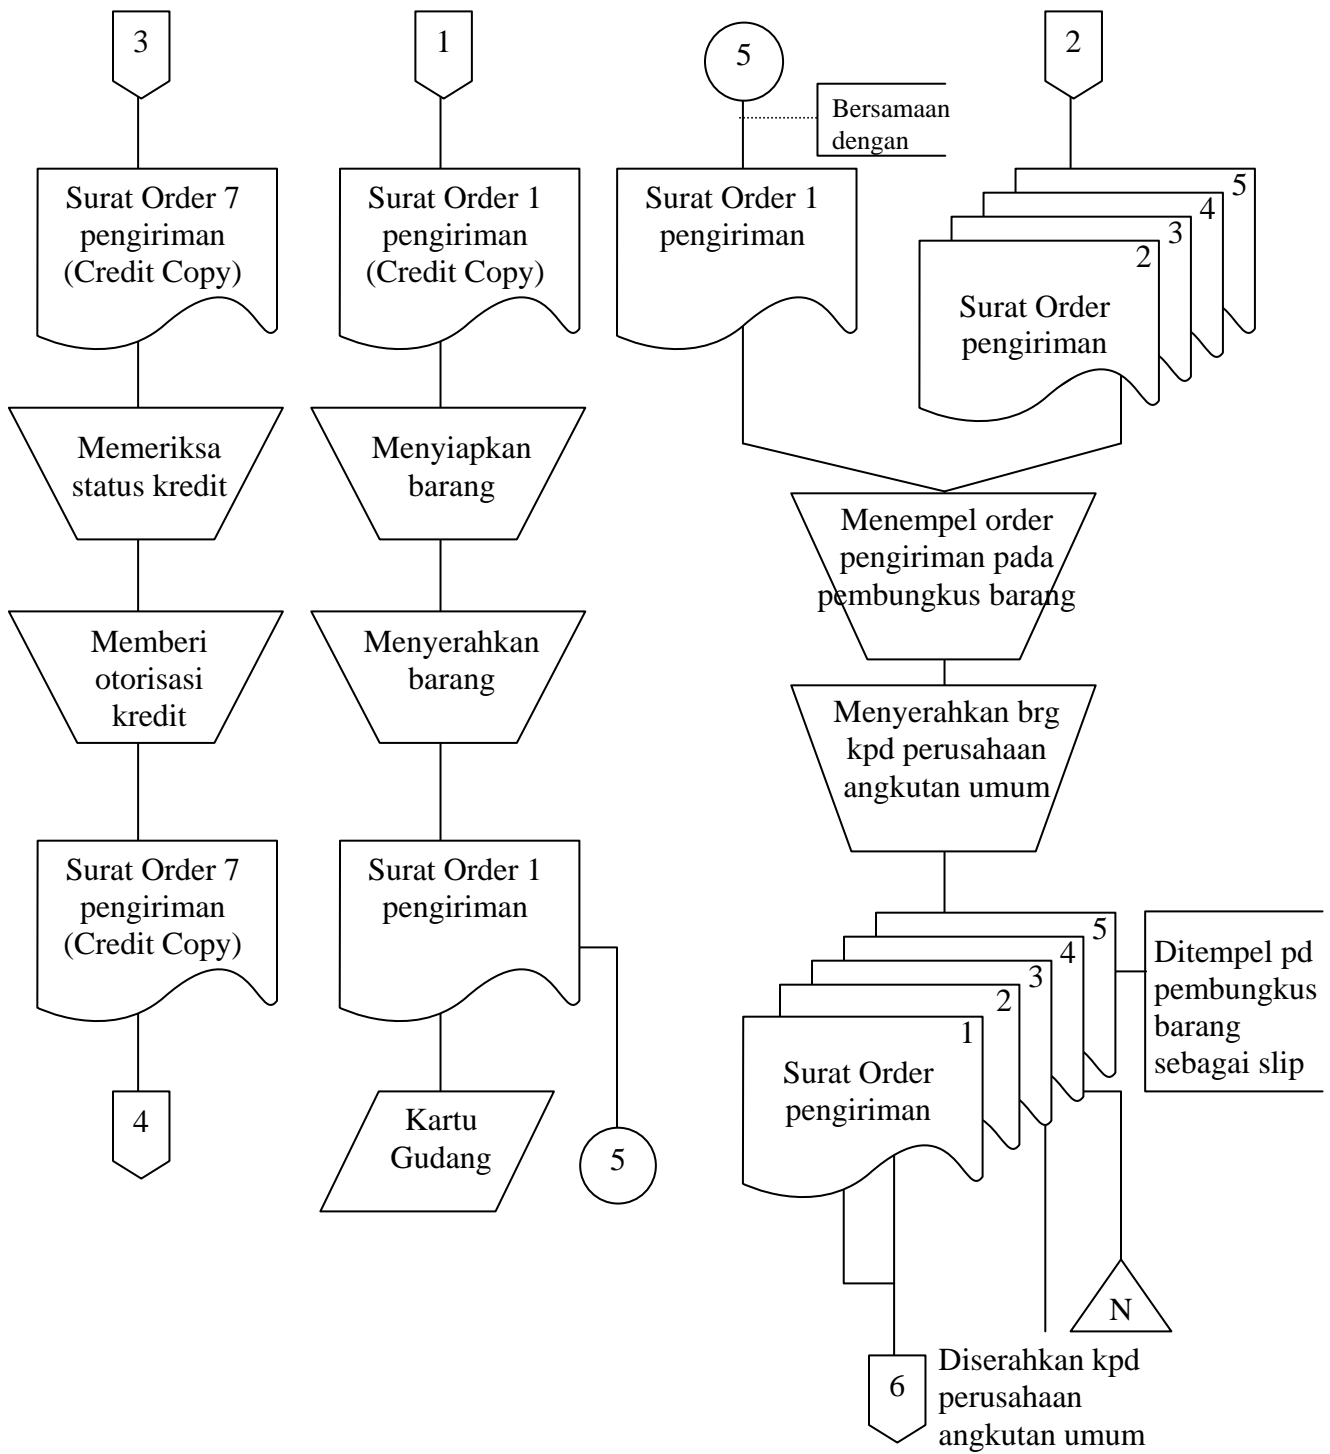 3
Surat Order 7
pengiriman
(Credit Copy)
Memeriksa
status kredit
Memberi
otorisasi
kredit
Surat Order 7
pengiriman
(Credit Copy)
4
1
Surat Order 1
pengiriman
(Credit Copy)
Menyiapkan
barang
Menyerahkan
barang
Surat Order 1
pengiriman
Kartu
Gudang
5
5
Bersamaan
dengan
Surat Order 1
pengiriman
2
5
4
3
2
Surat Order
pengiriman
Menempel order
pengiriman pada
pembungkus barang
Menyerahkan brg
kpd perusahaan
angkutan umum
5
4
3
2
1
Surat Order
pengiriman
Ditempel pd
pembungkus
barang
sebagai slip
N
6
Diserahkan kpd
perusahaan
angkutan umum